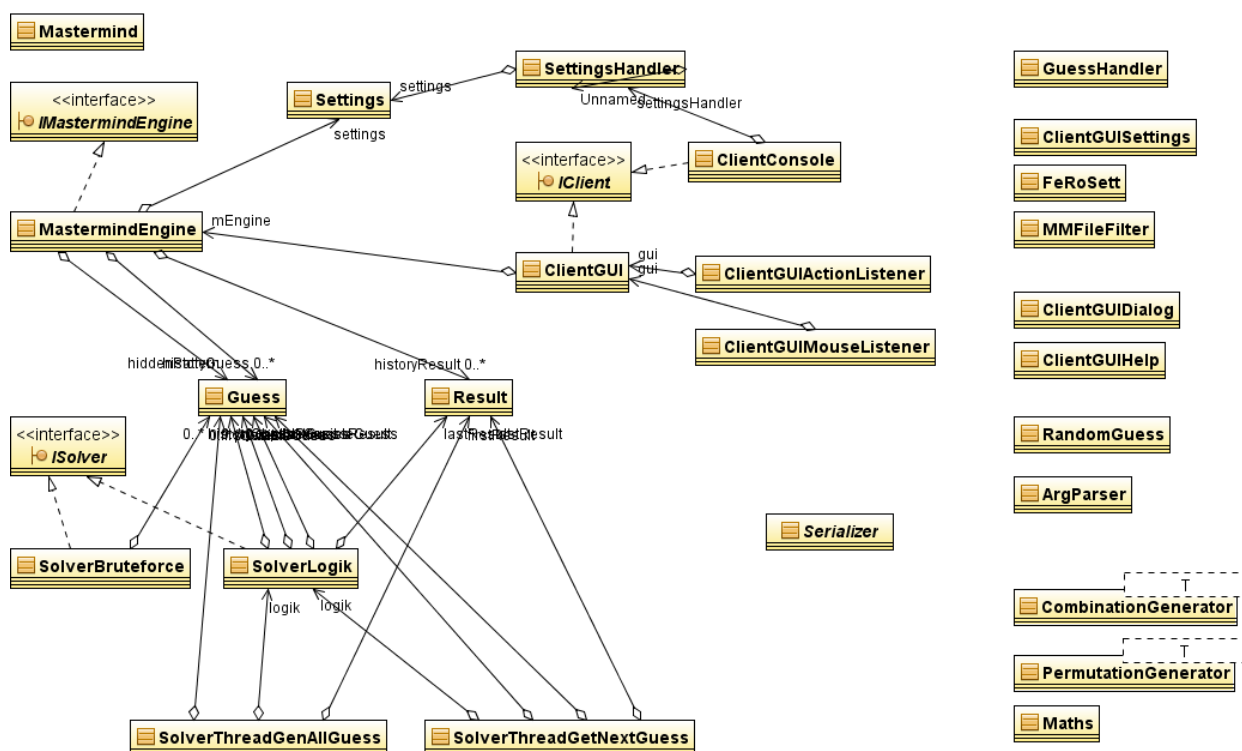 Mastermind
SettingsHandler
GuessHandler
<<interface>>
IMastermindEngine
Settings
settings
Unnamed
settingsHandler
settings
<<interface>>
IClient
ClientConsole
ClientGUISettings
FeRoSett
MastermindEngine
mEngine
MMFileFilter
ClientGUI
gui
gui
ClientGUIActionListener
ClientGUIDialog
ClientGUIMouseListener
ClientGUIHelp
historyResult 0..*
Guess
Result
<<interface>>
ISolver
0..*
RandomGuess
ArgParser
Serializer
SolverBruteforce
SolverLogik
logik
logik
T
CombinationGenerator
T
PermutationGenerator
SolverThreadGenAllGuess
SolverThreadGetNextGuess
Maths